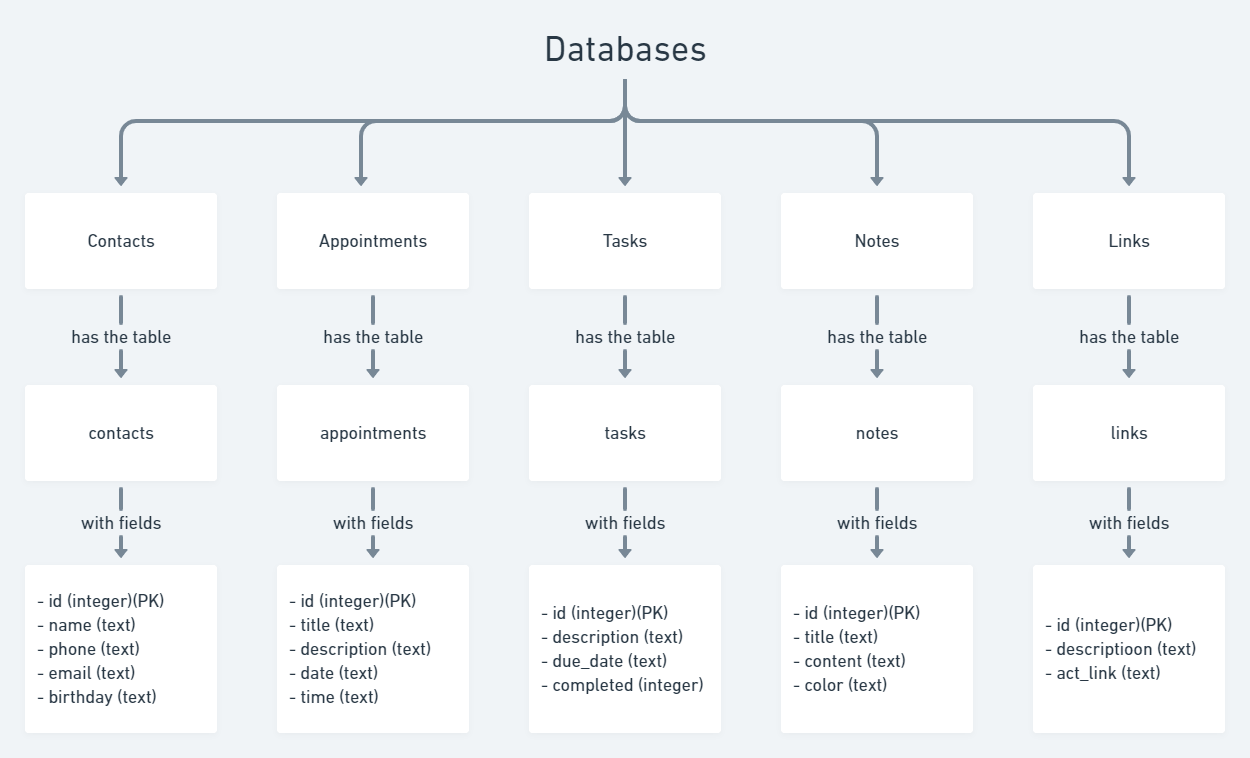 Databases
Contacts
Appointments
Tasks
Notes
Links
has the table
has the table
has the table
has the table
has the table
contacts
appointments
tasks
notes
links
with fields
with fields
with fields
with fields
with fields
- id (integer)(PK)
- name (text)
- phone (text)
- email (text)
- birthday (text)
- id (integer)(PK)
- title (text)
- description (text)
- date (text)
- time (text)
- id (integer)(PK)
- description (text)
- due_date (text)
- completed (integer)
- id (integer)(PK)
- title (text)
- content (text)
- color (text)
- id (integer)(PK)
- descriptioon (text)
- act_link (text)